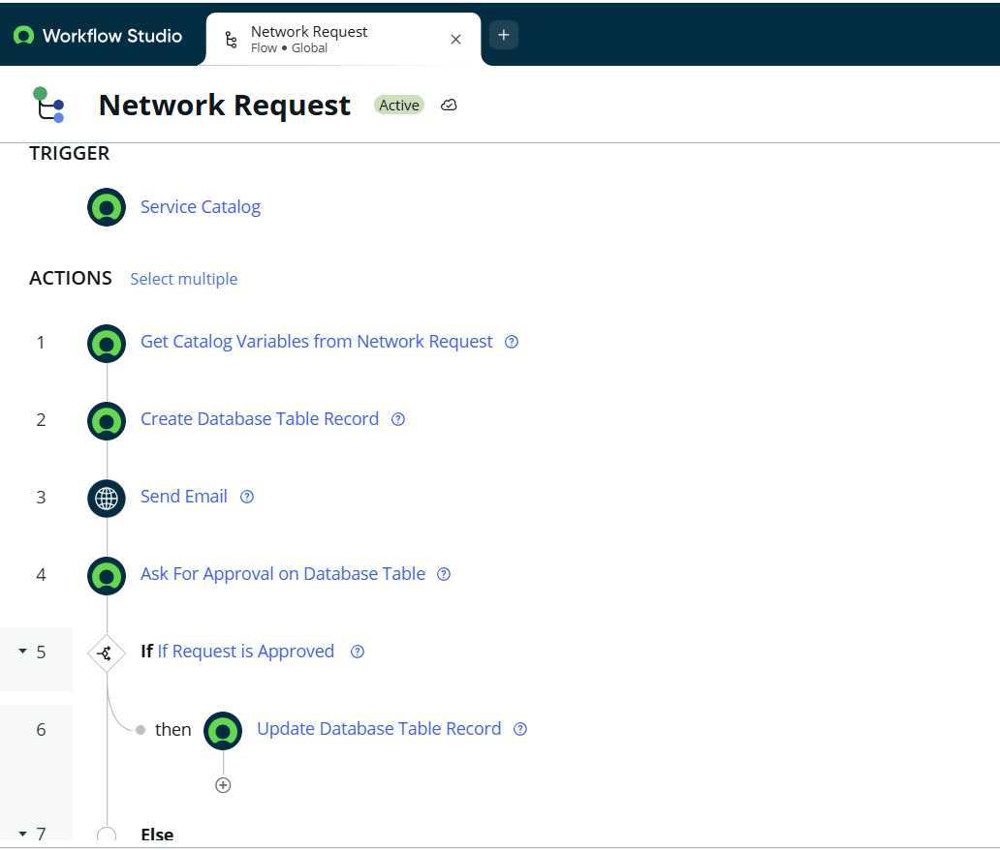 Workflow Studio
Network Request
Flow • Global
Network Request Active
TRIGGER
Service Catalog
ACTIONS Select multiple
1 Get Catalog Variables from Network Request
2 Create Database Table Record
3 Send Email
4 Ask For Approval on Database Table
5 If If Request is Approved
6 then Update Database Table Record
7 Else